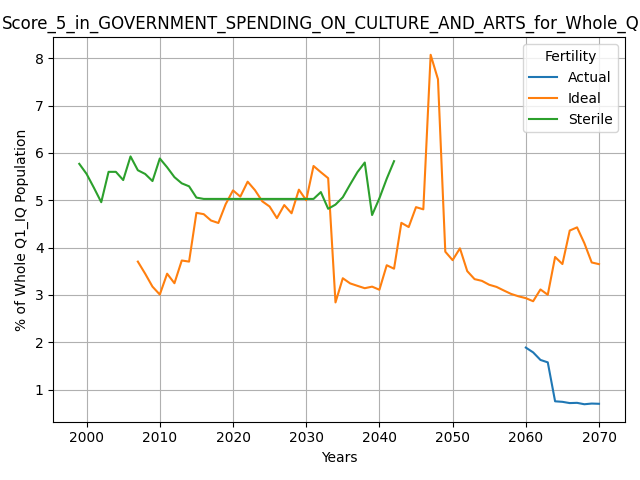 Score_5_in_GOVERNMENT_SPENDING_ON_CULTURE_AND_ARTS_for_Whole_Q
Fertility
Actual
Ideal
Sterile
% of Whole Q1_IQ Population
8
7
6
5
4
3
2
1
2000 2010 2020 2030 2040 2050 2060 2070
Years